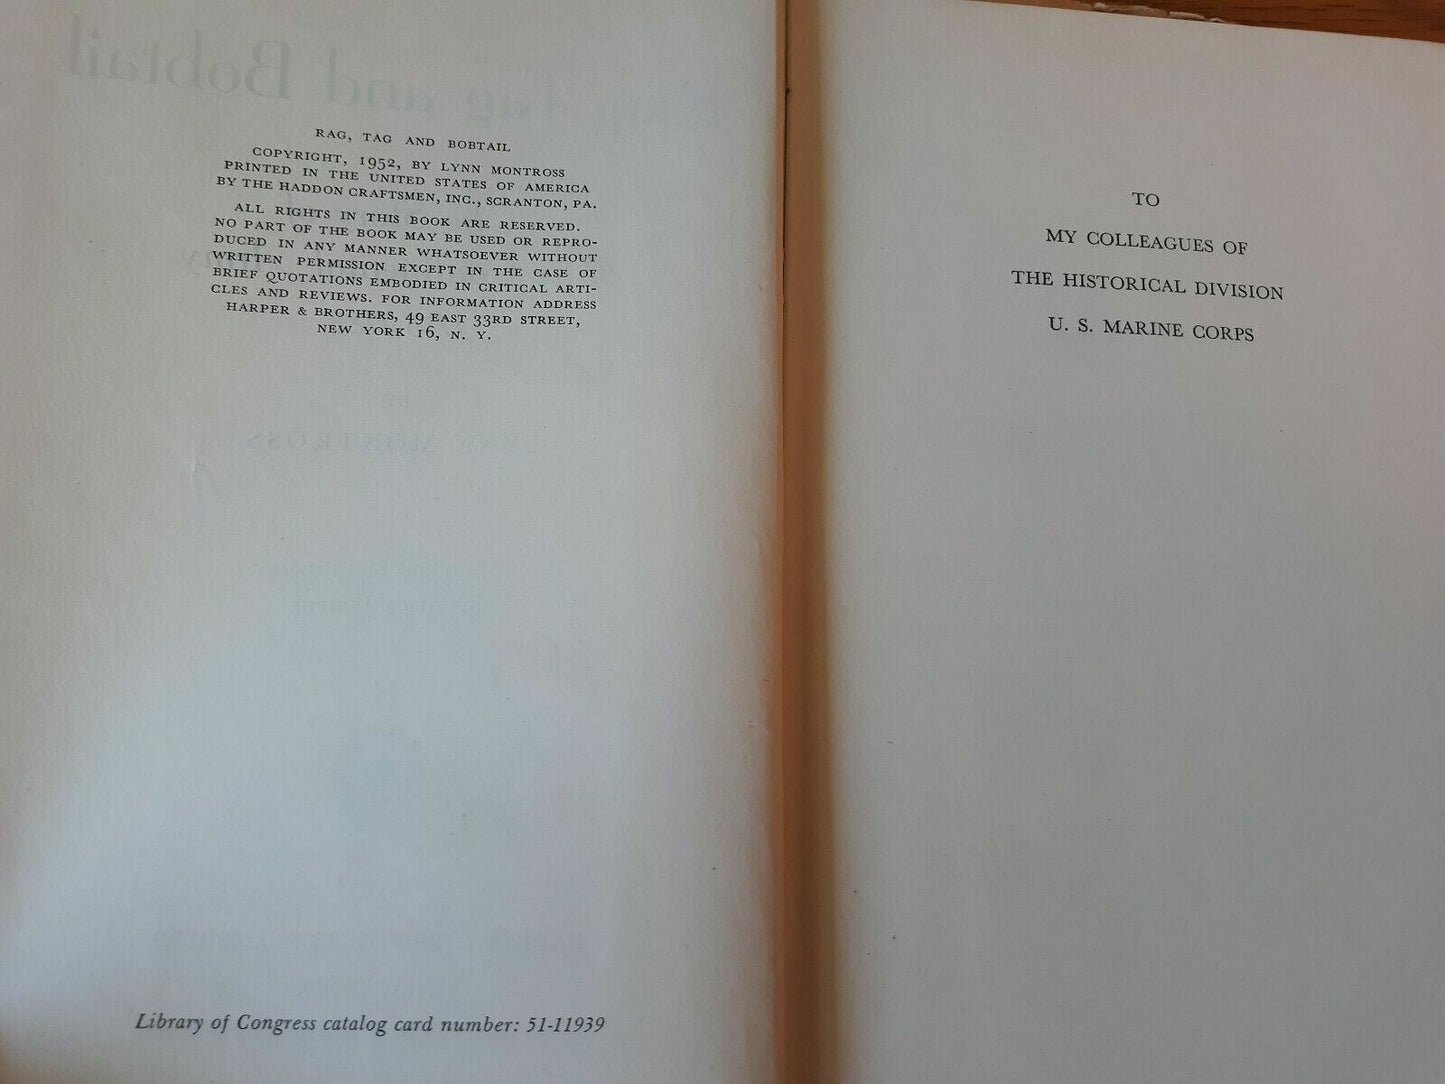 RAG, TAG AND BOBTAIL
COPYRIGHT, 1952, BY LYNN MONTROSS
PRINTED IN THE UNITED STATES OF AMERICA
BY THE HADDON CRAFTSMEN, INC., SCRANTON, PA.
ALL RIGHTS IN THIS BOOK ARE RESERVED.
NO PART OF THE BOOK MAY BE USED OR REPRO-
DUCED IN ANY MANNER WHATSOEVER WITHOUT
WRITTEN PERMISSION EXCEPT IN THE CASE OF
BRIEF QUOTATIONS EMBODIED IN CRITICAL ARTI-
CLES AND REVIEWS. FOR INFORMATION ADDRESS
HARPER & BROTHERS, 49 EAST 33RD STREET,
NEW YORK 16, N. Y.
Library of Congress catalog card number: 51-11939
TO
MY COLLEAGUES OF
THE HISTORICAL DIVISION
U. S. MARINE CORPS